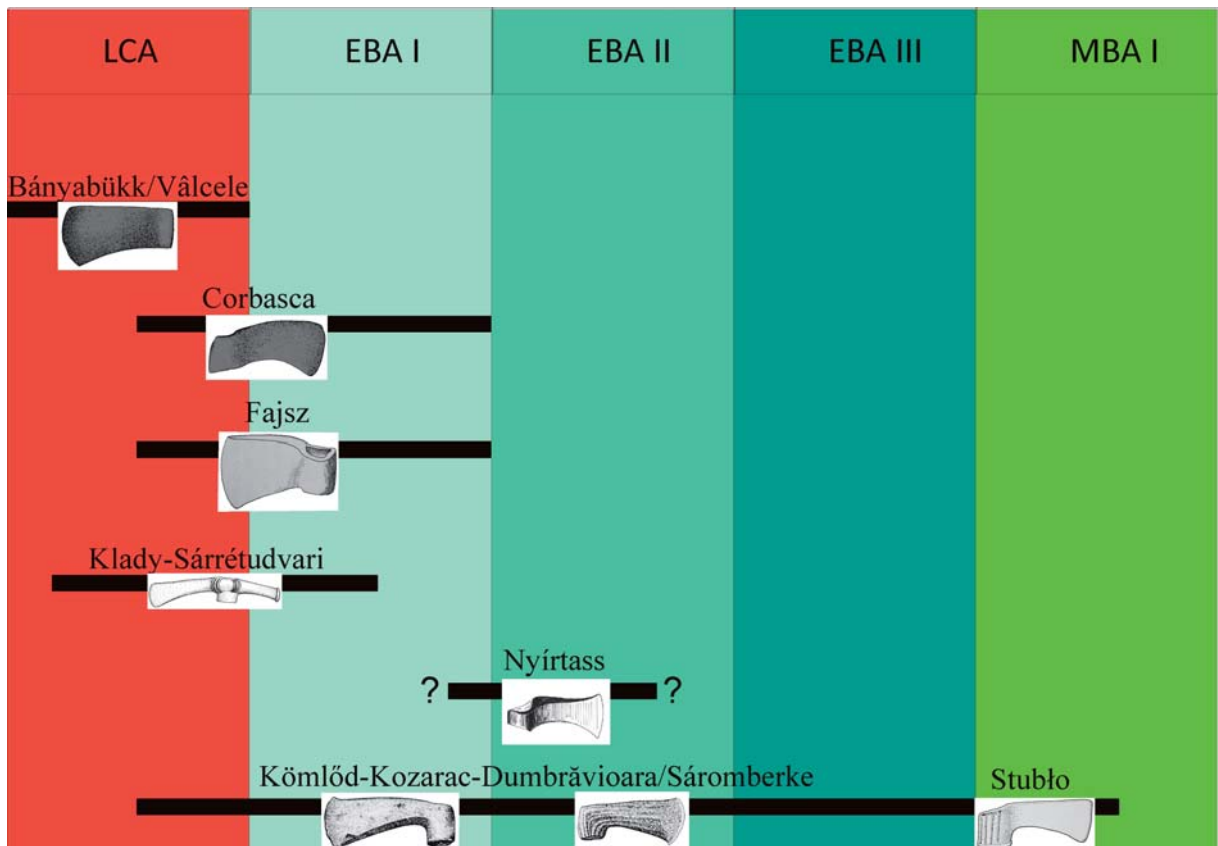 LCA EBA I EBA II EBA III MBA I
Bányabükk/Vâlcele
Corbasca
Fajsz
Klady-Sárrétudvari
Nyírtass
? ?
Kömlőd-Kozarac-Dumbrăvioara/Sáromberke Stubło